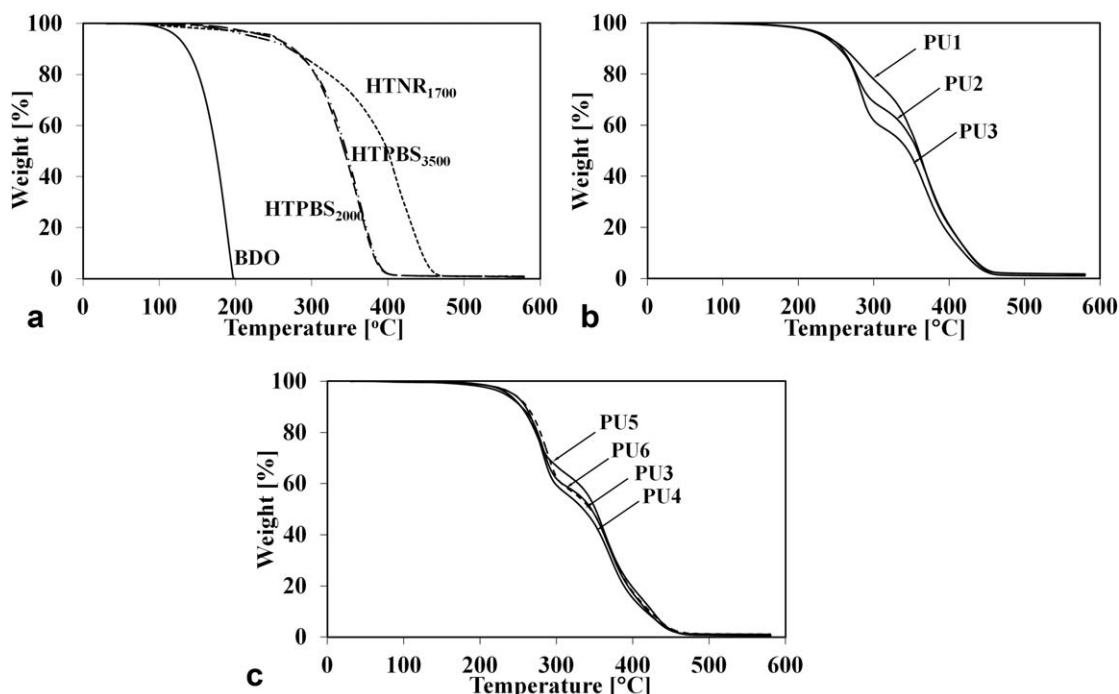 100
80
60
40
20
0
Weight [%]
HTNR1700
HTPBS3500
HTPBS2000
BDO
0 100 200 300 400 500 600
Temperature [°C]
a
100
80
60
40
20
0
Weight [%]
PU1
PU2
PU3
0 100 200 300 400 500 600
Temperature [°C]
b
100
80
60
40
20
0
Weight [%]
PU5
PU6
PU3
PU4
0 100 200 300 400 500 600
Temperature [°C]
c